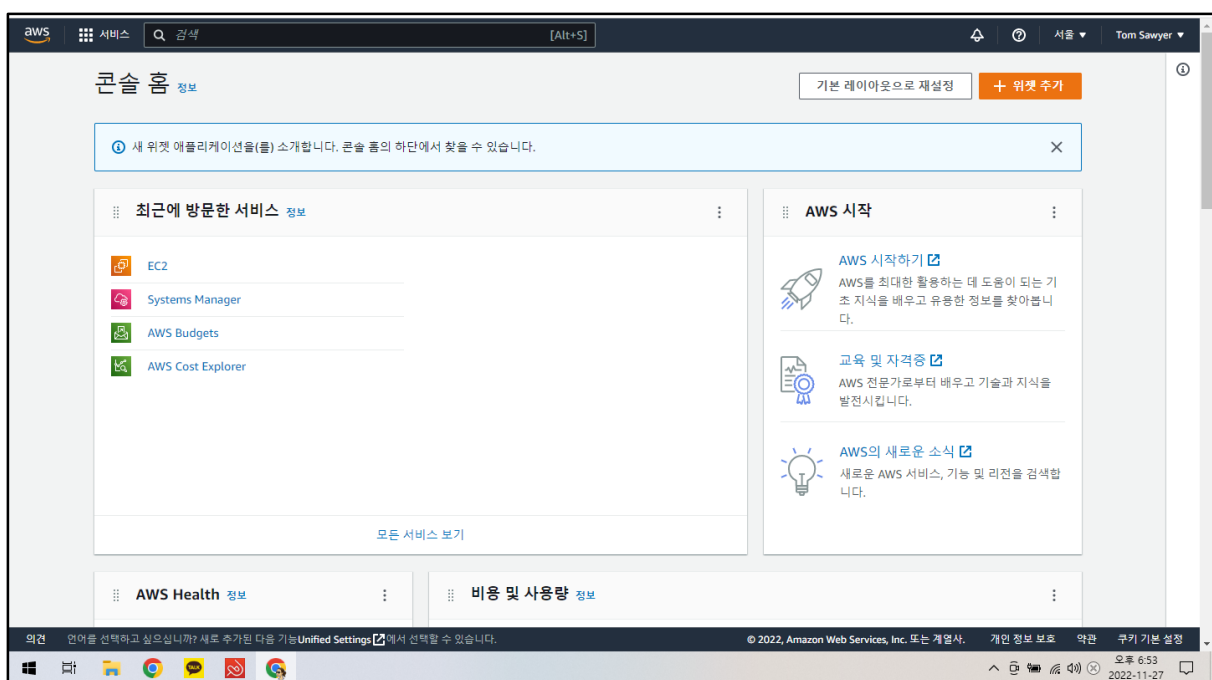 aws 서비스 검색 [Alt+S] 서울 ▼ Tom Sawyer ▼
콘솔 홈 정보
기본 레이아웃으로 재설정
+ 위젯 추가
새 위젯 애플리케이션을(를) 소개합니다. 콘솔 홈의 하단에서 찾을 수 있습니다.
최근에 방문한 서비스 정보
EC2
Systems Manager
AWS Budgets
AWS Cost Explorer
모든 서비스 보기
AWS 시작
AWS 시작하기
AWS를 최대한 활용하는 데 도움이 되는 기
초 지식을 배우고 유용한 정보를 찾아봅니
다.
교육 및 자격증
AWS 전문가로부터 배우고 기술과 지식을
발전시킵니다.
AWS의 새로운 소식
새로운 AWS 서비스, 기능 및 리전을 검색합
니다.
AWS Health 정보
비용 및 사용량 정보
의견 언어를 선택하고 싶으십니까? 새로 추가된 다음 기능Unified Settings에서 선택할 수 있습니다. © 2022, Amazon Web Services, Inc. 또는 계열사. 개인 정보 보호 약관 쿠키 기본 설정
TALK
오후 6:53
2022-11-27